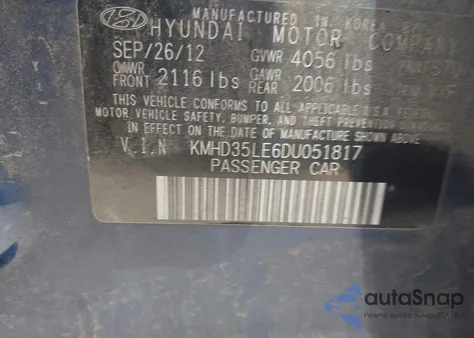 MANUFACTURED IN KOREA
HYUNDAI MOTOR COMPANY
SEP/26/12 GVWR 4056 lbs
GAWR FRONT 2116 lbs GAWR REAR 2006 lbs
THIS VEHICLE CONFORMS TO ALL APPLICABLE U.S.A FEDERAL
MOTOR VEHICLE SAFETY, BUMPER, AND THEFT PREVENTION STANDARDS
IN EFFECT ON THE DATE OF MANUFACTURE SHOWN ABOVE.
V.I.N KMHD35LE6DU051817
PASSENGER CAR
autoSnap